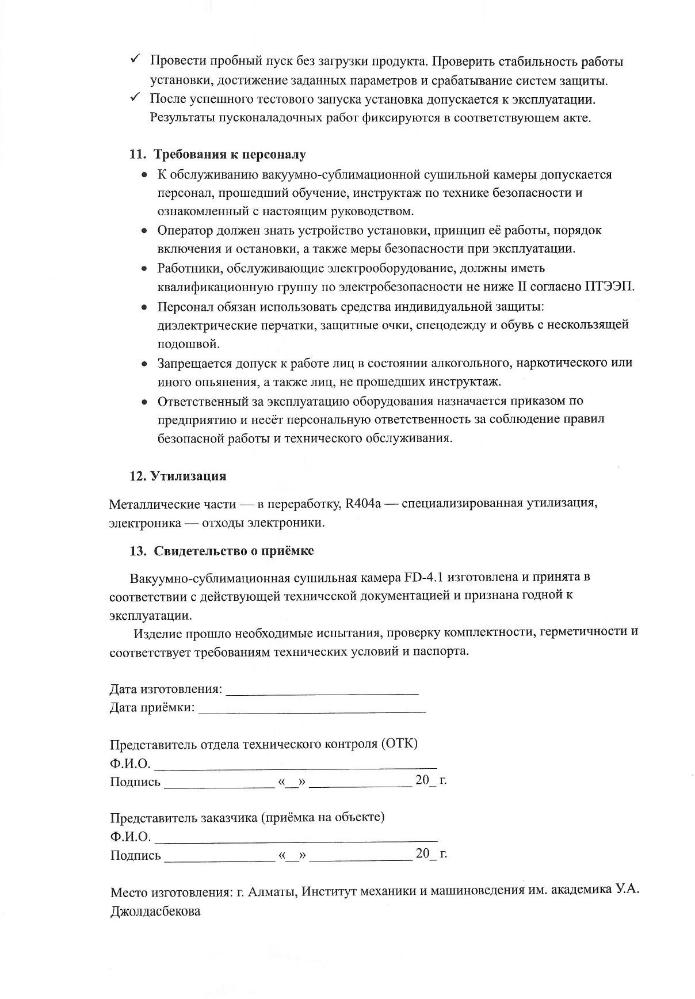 ✓ Провести пробный пуск без загрузки продукта. Проверить стабильность работы
установки, достижение заданных параметров и срабатывание систем защиты.
✓ После успешного тестового запуска установка допускается к эксплуатации.
Результаты пусконаладочных работ фиксируются в соответствующем акте.
11. Требования к персоналу
• К обслуживанию вакуумно-сублимационной сушильной камеры допускается
персонал, прошедший обучение, инструктаж по технике безопасности и
ознакомленный с настоящим руководством.
• Оператор должен знать устройство установки, принцип её работы, порядок
включения и остановки, а также меры безопасности при эксплуатации.
• Работники, обслуживающие электрооборудование, должны иметь
квалификационную группу по электробезопасности не ниже II согласно ПТЭЭП.
• Персонал обязан использовать средства индивидуальной защиты:
диэлектрические перчатки, защитные очки, спецодежду и обувь с нескользящей
подошвой.
• Запрещается допуск к работе лиц в состоянии алкогольного, наркотического или
иного опьянения, а также лиц, не прошедших инструктаж.
• Ответственный за эксплуатацию оборудования назначается приказом по
предприятию и несёт персональную ответственность за соблюдение правил
безопасной работы и технического обслуживания.
12. Утилизация
Металлические части — в переработку, R404a — специализированная утилизация,
электроника — отходы электроники.
13. Свидетельство о приёмке
Вакуумно-сублимационная сушильная камера FD-4.1 изготовлена и принята в
соответствии с действующей технической документацией и признана годной к
эксплуатации.
Изделие прошло необходимые испытания, проверку комплектности, герметичности и
соответствует требованиям технических условий и паспорта.
Дата изготовления: ____________________________
Дата приёмки: _________________________________
Представитель отдела технического контроля (ОТК)
Ф.И.О. _________________________________________
Подпись ________________ «__» _______________ 20_ г.
Представитель заказчика (приёмка на объекте)
Ф.И.О. _________________________________________
Подпись ________________ «__» _______________ 20_ г.
Место изготовления: г. Алматы, Институт механики и машиноведения им. академика У.А.
Джолдасбекова